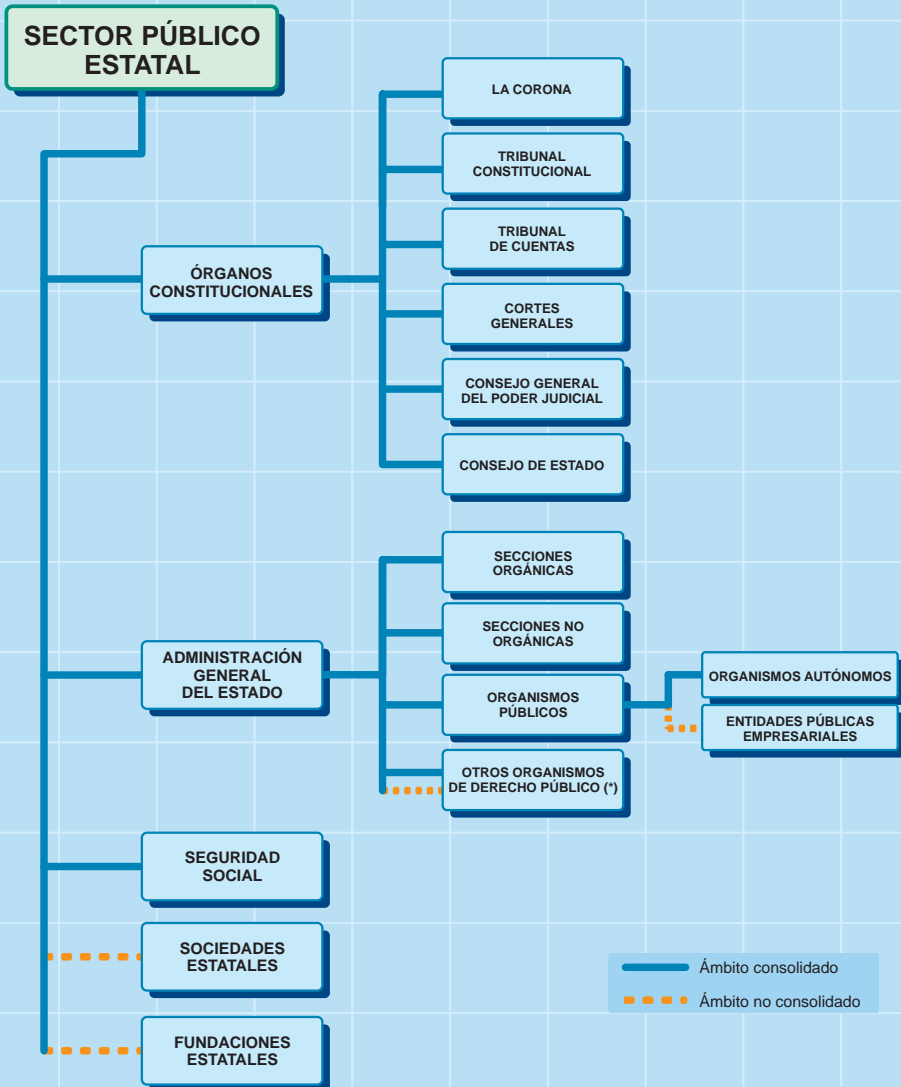 SECTOR PÚBLICO
ESTATAL
LA CORONA
TRIBUNAL
CONSTITUCIONAL
TRIBUNAL
DE CUENTAS
ÓRGANOS
CONSTITUCIONALES
CORTES
GENERALES
CONSEJO GENERAL
DEL PODER JUDICIAL
CONSEJO DE ESTADO
SECCIONES
ORGÁNICAS
SECCIONES NO
ORGÁNICAS
ADMINISTRACIÓN
GENERAL
DEL ESTADO
ORGANISMOS
PÚBLICOS
ORGANISMOS AUTÓNOMOS
ENTIDADES PÚBLICAS
EMPRESARIALES
OTROS ORGANISMOS
DE DERECHO PÚBLICO (*)
SEGURIDAD
SOCIAL
SOCIEDADES
ESTATALES
FUNDACIONES
ESTATALES
Ámbito consolidado
Ámbito no consolidado